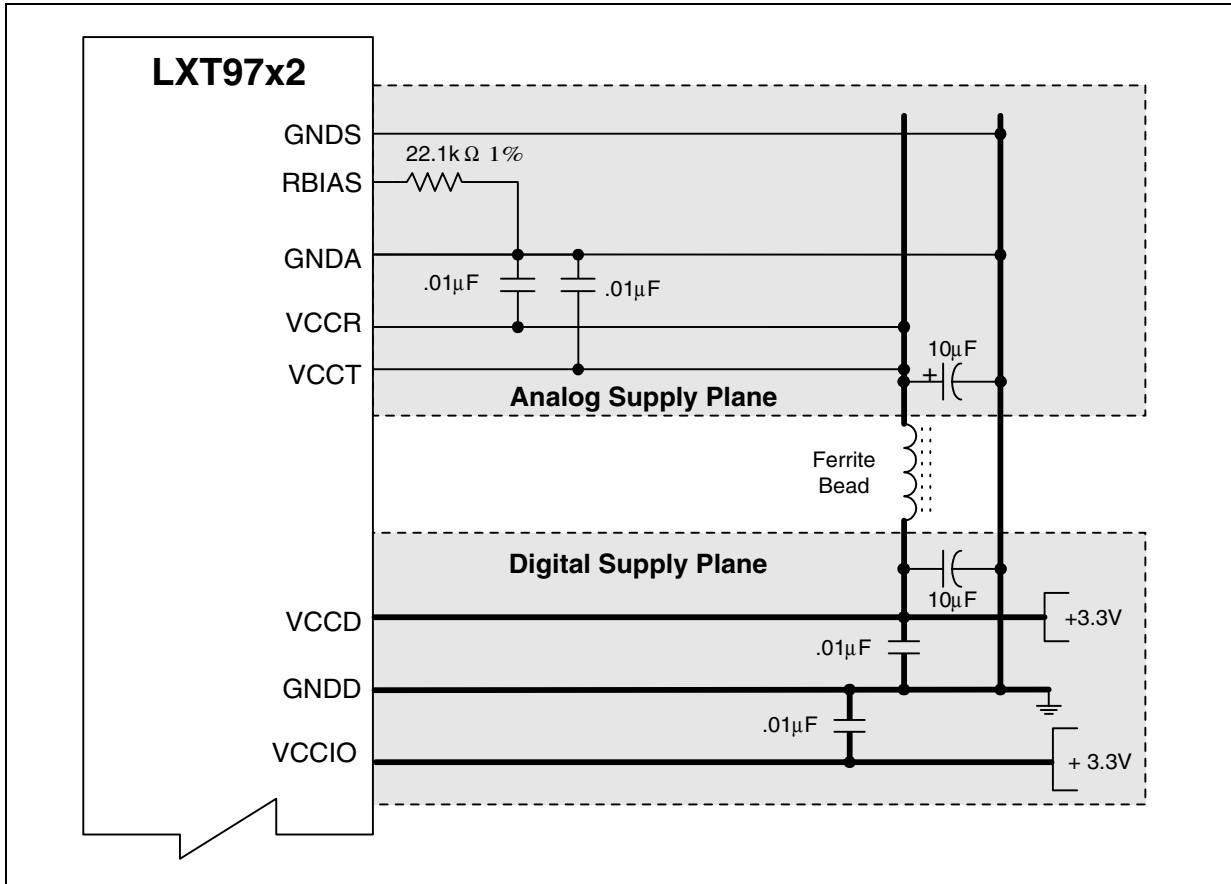 LXT97x2
GNDS
22.1kΩ 1%
RBIAS
GNDA
.01μF
.01μF
VCCR
10μF
VCCT
+
Analog Supply Plane
Ferrite
Bead
Digital Supply Plane
10μF
VCCD
+3.3V
.01μF
GNDD
.01μF
VCCIO
+ 3.3V